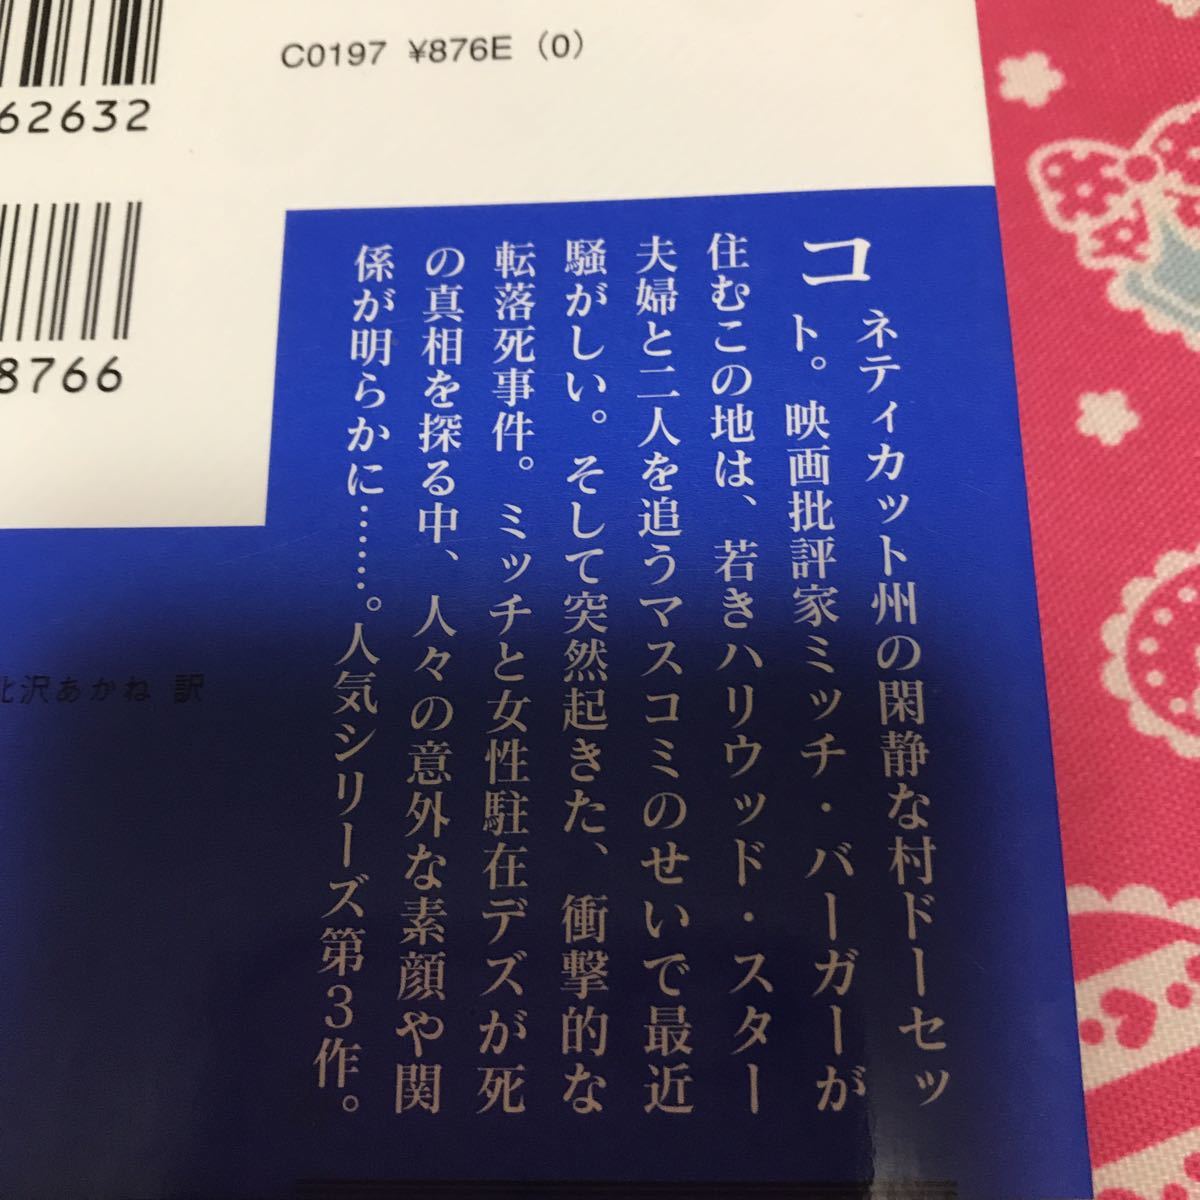 C0197 ¥876E (0)
62632
8766
コネティカット州の閑静な村ドーセッ
ト。映画批評家ミッチ・バーガーが
住むこの地は、若きハリウッド・スター
夫婦と二人を追うマスコミのせいで最近
騒がしい。そして突然起きた、衝撃的な
転落死事件。ミッチと女性駐在デズが死
の真相を探る中、人々の意外な素顔や関
係が明らかに……。人気シリーズ第3作。
北沢あかね 訳